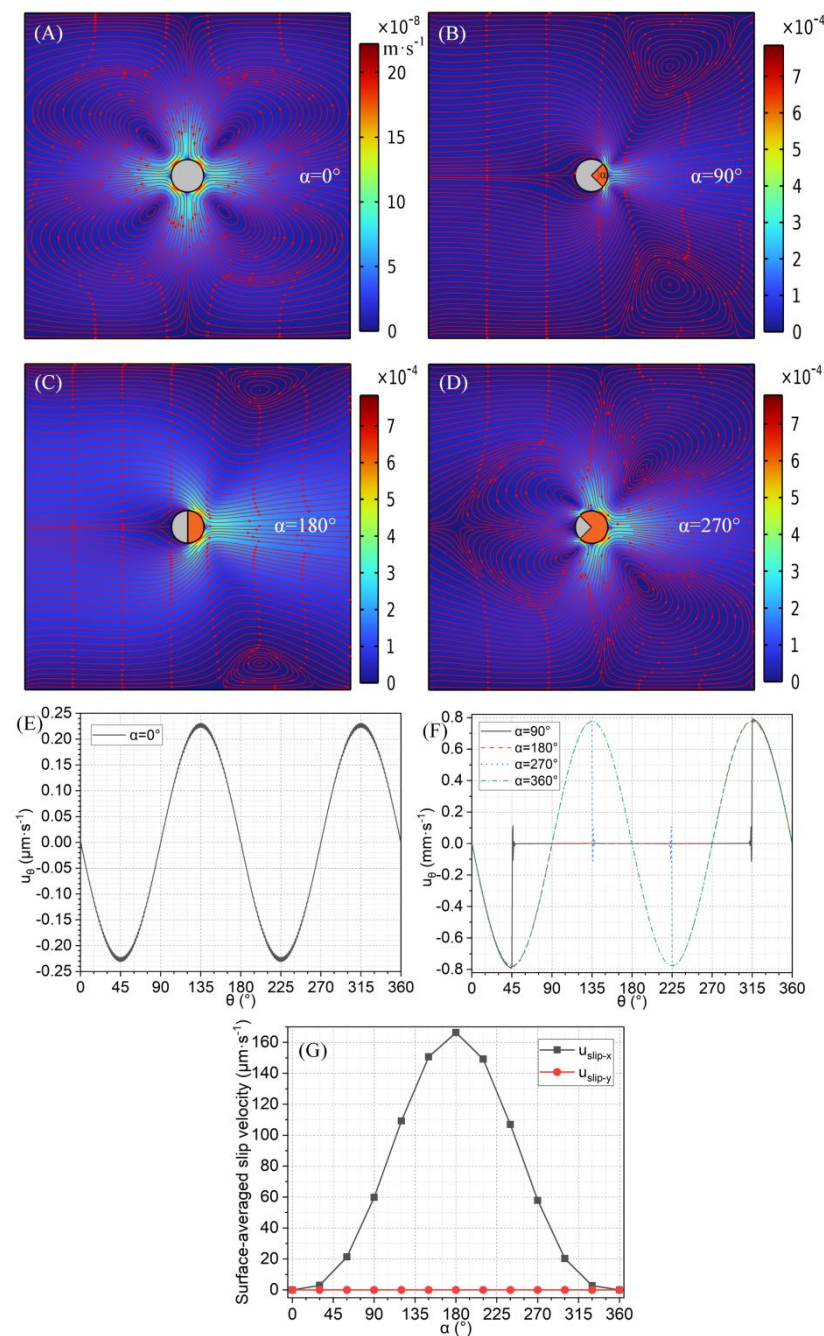 (A)
×10⁻⁸
m·s⁻¹
20
15
10
5
0
α=0°
(B)
×10⁻⁴
7
6
5
4
3
2
1
0
α
α=90°
(C)
×10⁻⁴
7
6
5
4
3
2
1
0
α=180°
(D)
×10⁻⁴
7
6
5
4
3
2
1
0
α=270°
(E)
α=0°
0.25
0.20
0.15
0.10
0.05
0.00
-0.05
-0.10
-0.15
-0.20
-0.25
uθ (μm·s⁻¹)
0 45 90 135 180 225 270 315 360
θ (°)
(F)
α=90°
α=180°
α=270°
α=360°
0.8
0.6
0.4
0.2
0.0
-0.2
-0.4
-0.6
-0.8
uθ (mm·s⁻¹)
0 45 90 135 180 225 270 315 360
θ (°)
(G)
u slip-x
u slip-y
160
140
120
100
80
60
40
20
0
Surface-averaged slip velocity (μm·s⁻¹)
0 45 90 135 180 225 270 315 360
α (°)